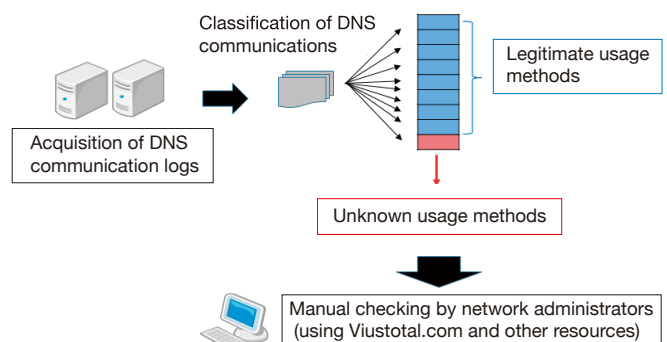 Classification of DNS
communications
Legitimate usage
methods
Acquisition of DNS
communication logs
Unknown usage methods
Manual checking by network administrators
(using Viustotal.com and other resources)